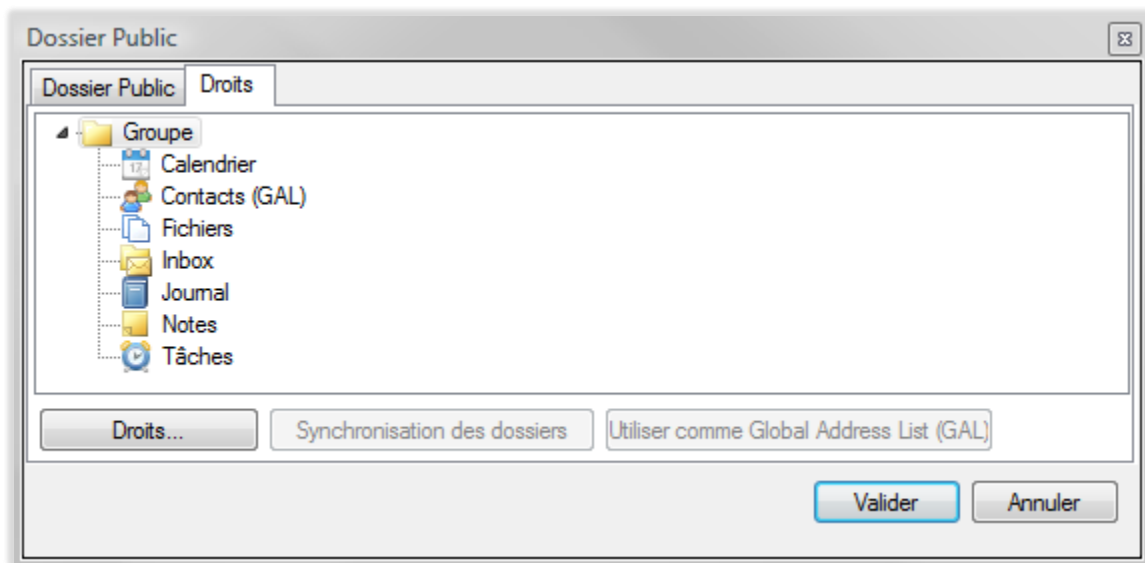 Dossier Public
Dossier Public Droits
Groupe
Calendrier
Contacts (GAL)
Fichiers
Inbox
Journal
Notes
Tâches
Droits... Synchronisation des dossiers Utiliser comme Global Address List (GAL)
Valider Annuler